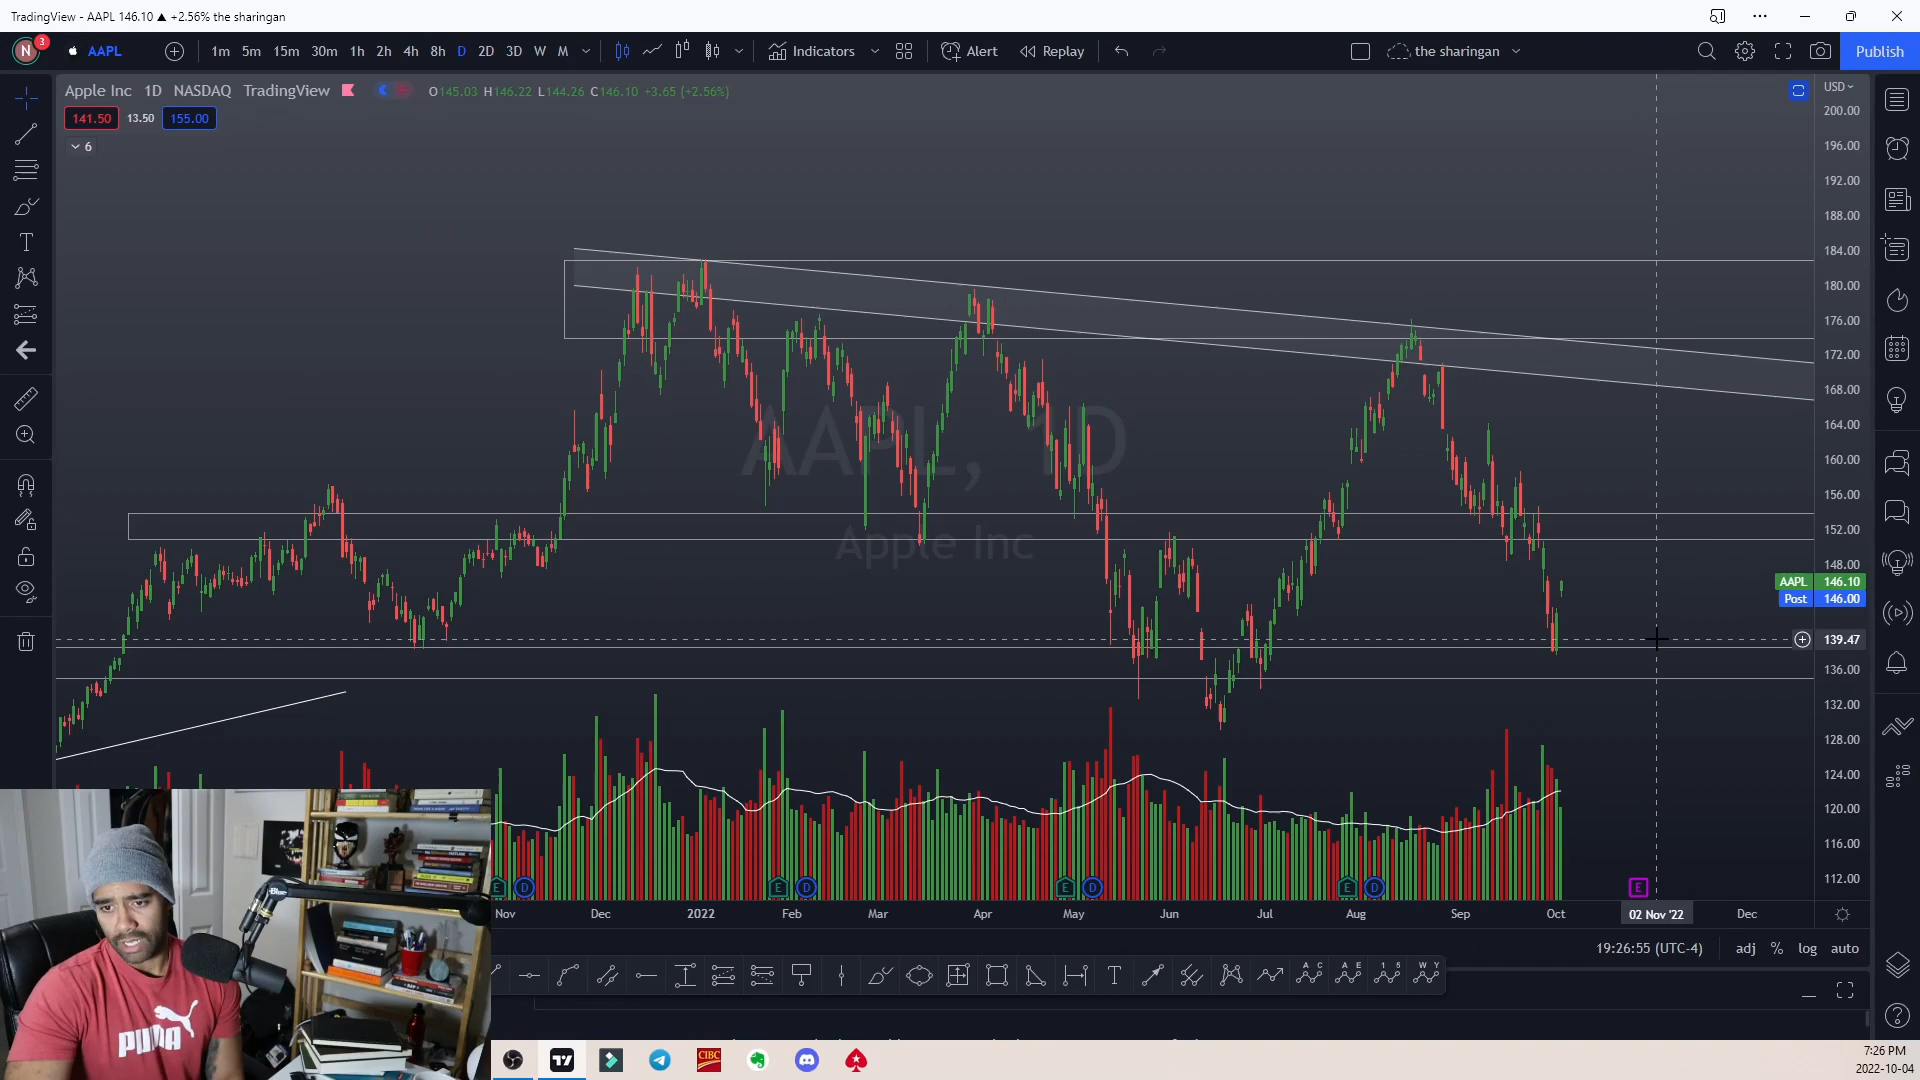 TradingView - AAPL 146.10 ▲ +2.56% the sharingan
N 3 AAPL 1m 5m 15m 30m 1h 2h 4h 8h D 2D 3D W M Indicators Alert Replay the sharingan Publish
Apple Inc 1D NASDAQ TradingView O145.03 H146.22 L144.26 C146.10 +3.65 (+2.56%) USD
141.50 13.50 155.00
6
200.00
196.00
192.00
188.00
184.00
180.00
176.00
172.00
168.00
164.00
160.00
156.00
152.00
148.00
AAPL 146.10
Post 146.00
139.47
136.00
132.00
128.00
124.00
120.00
116.00
112.00
AAPL, 1D
Apple Inc
E D E D E D E D E
Nov Dec 2022 Feb Mar Apr May Jun Jul Aug Sep Oct 02 Nov '22 Dec
19:26:55 (UTC-4) adj % log auto
T
A C A E 1 5 W Y
Blue
PUMA
CIBC
7:26 PM
2022-10-04